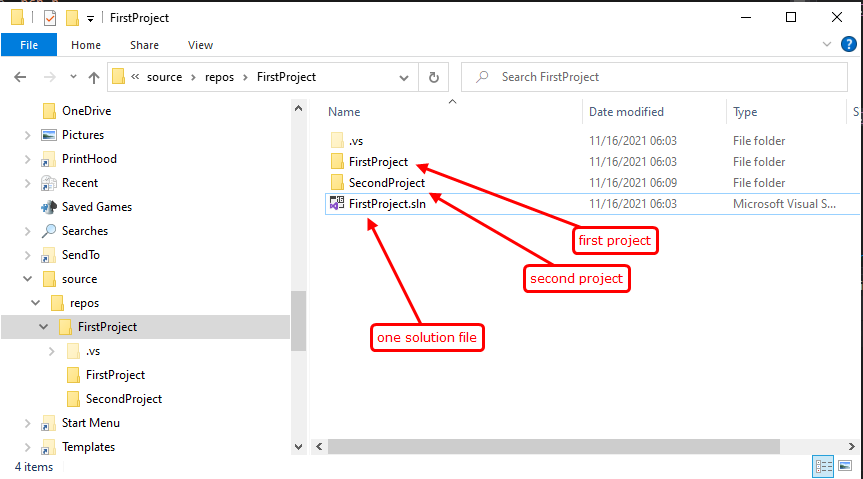 FirstProject
File Home Share View
« source › repos › FirstProject
Search FirstProject
OneDrive
Pictures
PrintHood
Recent
Saved Games
Searches
SendTo
source
repos
FirstProject
.vs
FirstProject
SecondProject
Start Menu
Templates
Name Date modified Type S
.vs 11/16/2021 06:03 File folder
FirstProject 11/16/2021 06:03 File folder
SecondProject 11/16/2021 06:09 File folder
FirstProject.sln 11/16/2021 06:03 Microsoft Visual S...
first project
second project
one solution file
4 items